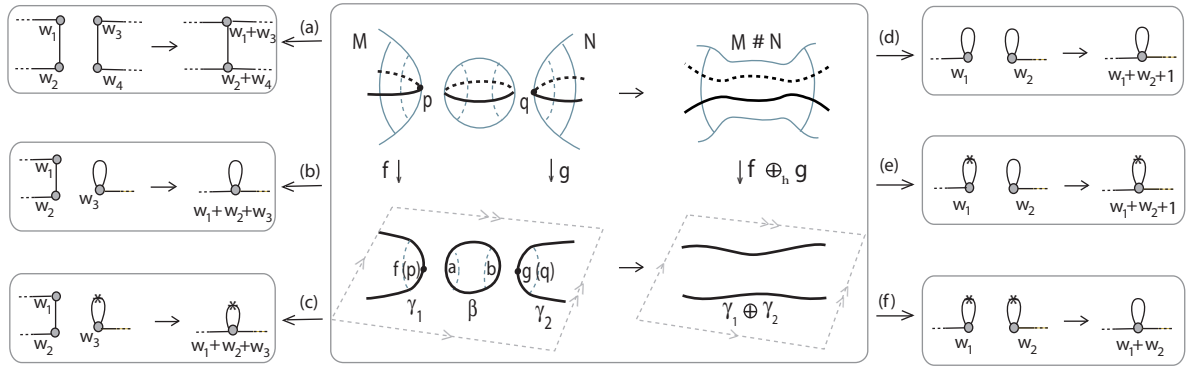 (a)
w1 w3 w1+w3
w2 w4 w2+w4
(b)
w1
w2 w3 w1+w2+w3
(c)
w1 *
*
w2 w3 w1+w2+w3
M N M # N
p q
f g f ⊕h g
f (p) a b g (q)
γ1 β γ2 γ1 ⊕ γ2
(d)
w1 w2 w1+w2+1
(e)
* *
w1 w2 w1+w2+1
(f)
* *
w1 w2 w1+w2